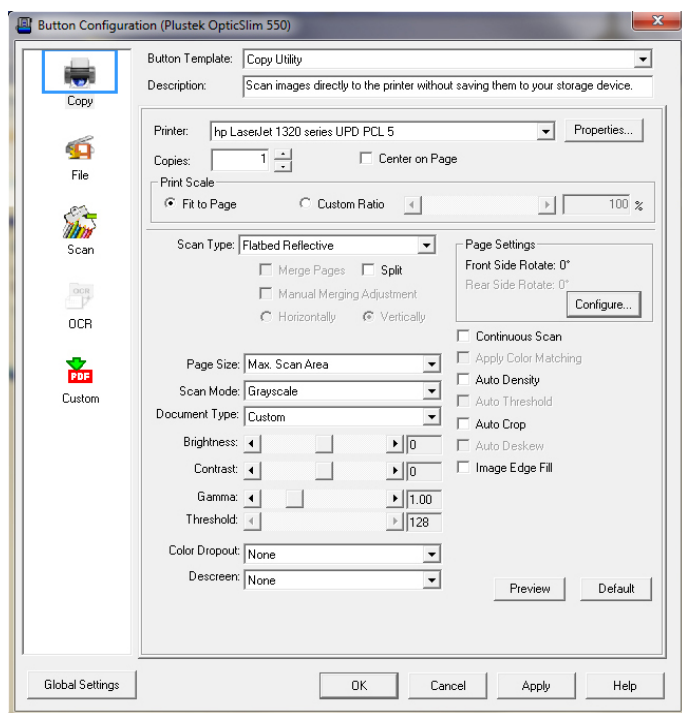 Button Configuration (Plustek OpticSlim 550)
Button Template: Copy Utility
Description: Scan images directly to the printer without saving them to your storage device.
Copy
File
Scan
OCR
OCR
PDF
Custom
Printer: hp LaserJet 1320 series UPD PCL 5 Properties...
Copies: 1 Center on Page
Print Scale
Fit to Page Custom Ratio 100 %
Scan Type: Flatbed Reflective
Merge Pages Split
Manual Merging Adjustment
Horizontally Vertically
Page Settings
Front Side Rotate: 0°
Rear Side Rotate: 0°
Configure...
Page Size: Max. Scan Area
Scan Mode: Grayscale
Document Type: Custom
Brightness: 0
Contrast: 0
Gamma: 1.00
Threshold: 128
Color Dropout: None
Descreen: None
Continuous Scan
Apply Color Matching
Auto Density
Auto Threshold
Auto Crop
Auto Deskew
Image Edge Fill
Preview Default
Global Settings OK Cancel Apply Help